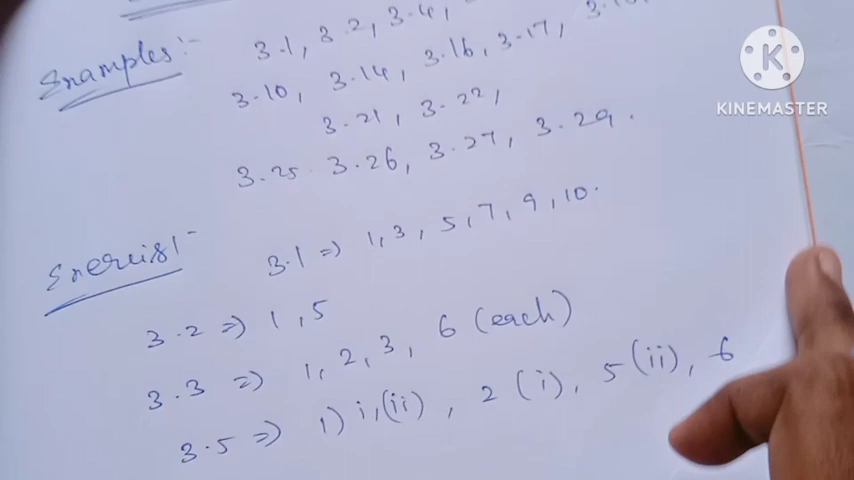 Examples:- 3.1, 3.2, 3.4,
3.10, 3.14, 3.16, 3.17,
3.21, 3.22,
3.25 3.26, 3.27, 3.29.
Exercise:- 3.1 => 1, 3, 5, 7, 9, 10.
3.2 => 1, 5
3.3 => 1, 2, 3, 6 (each)
3.5 => 1) i, (ii), 2 (i), 5 (ii), 6
KINEMASTER